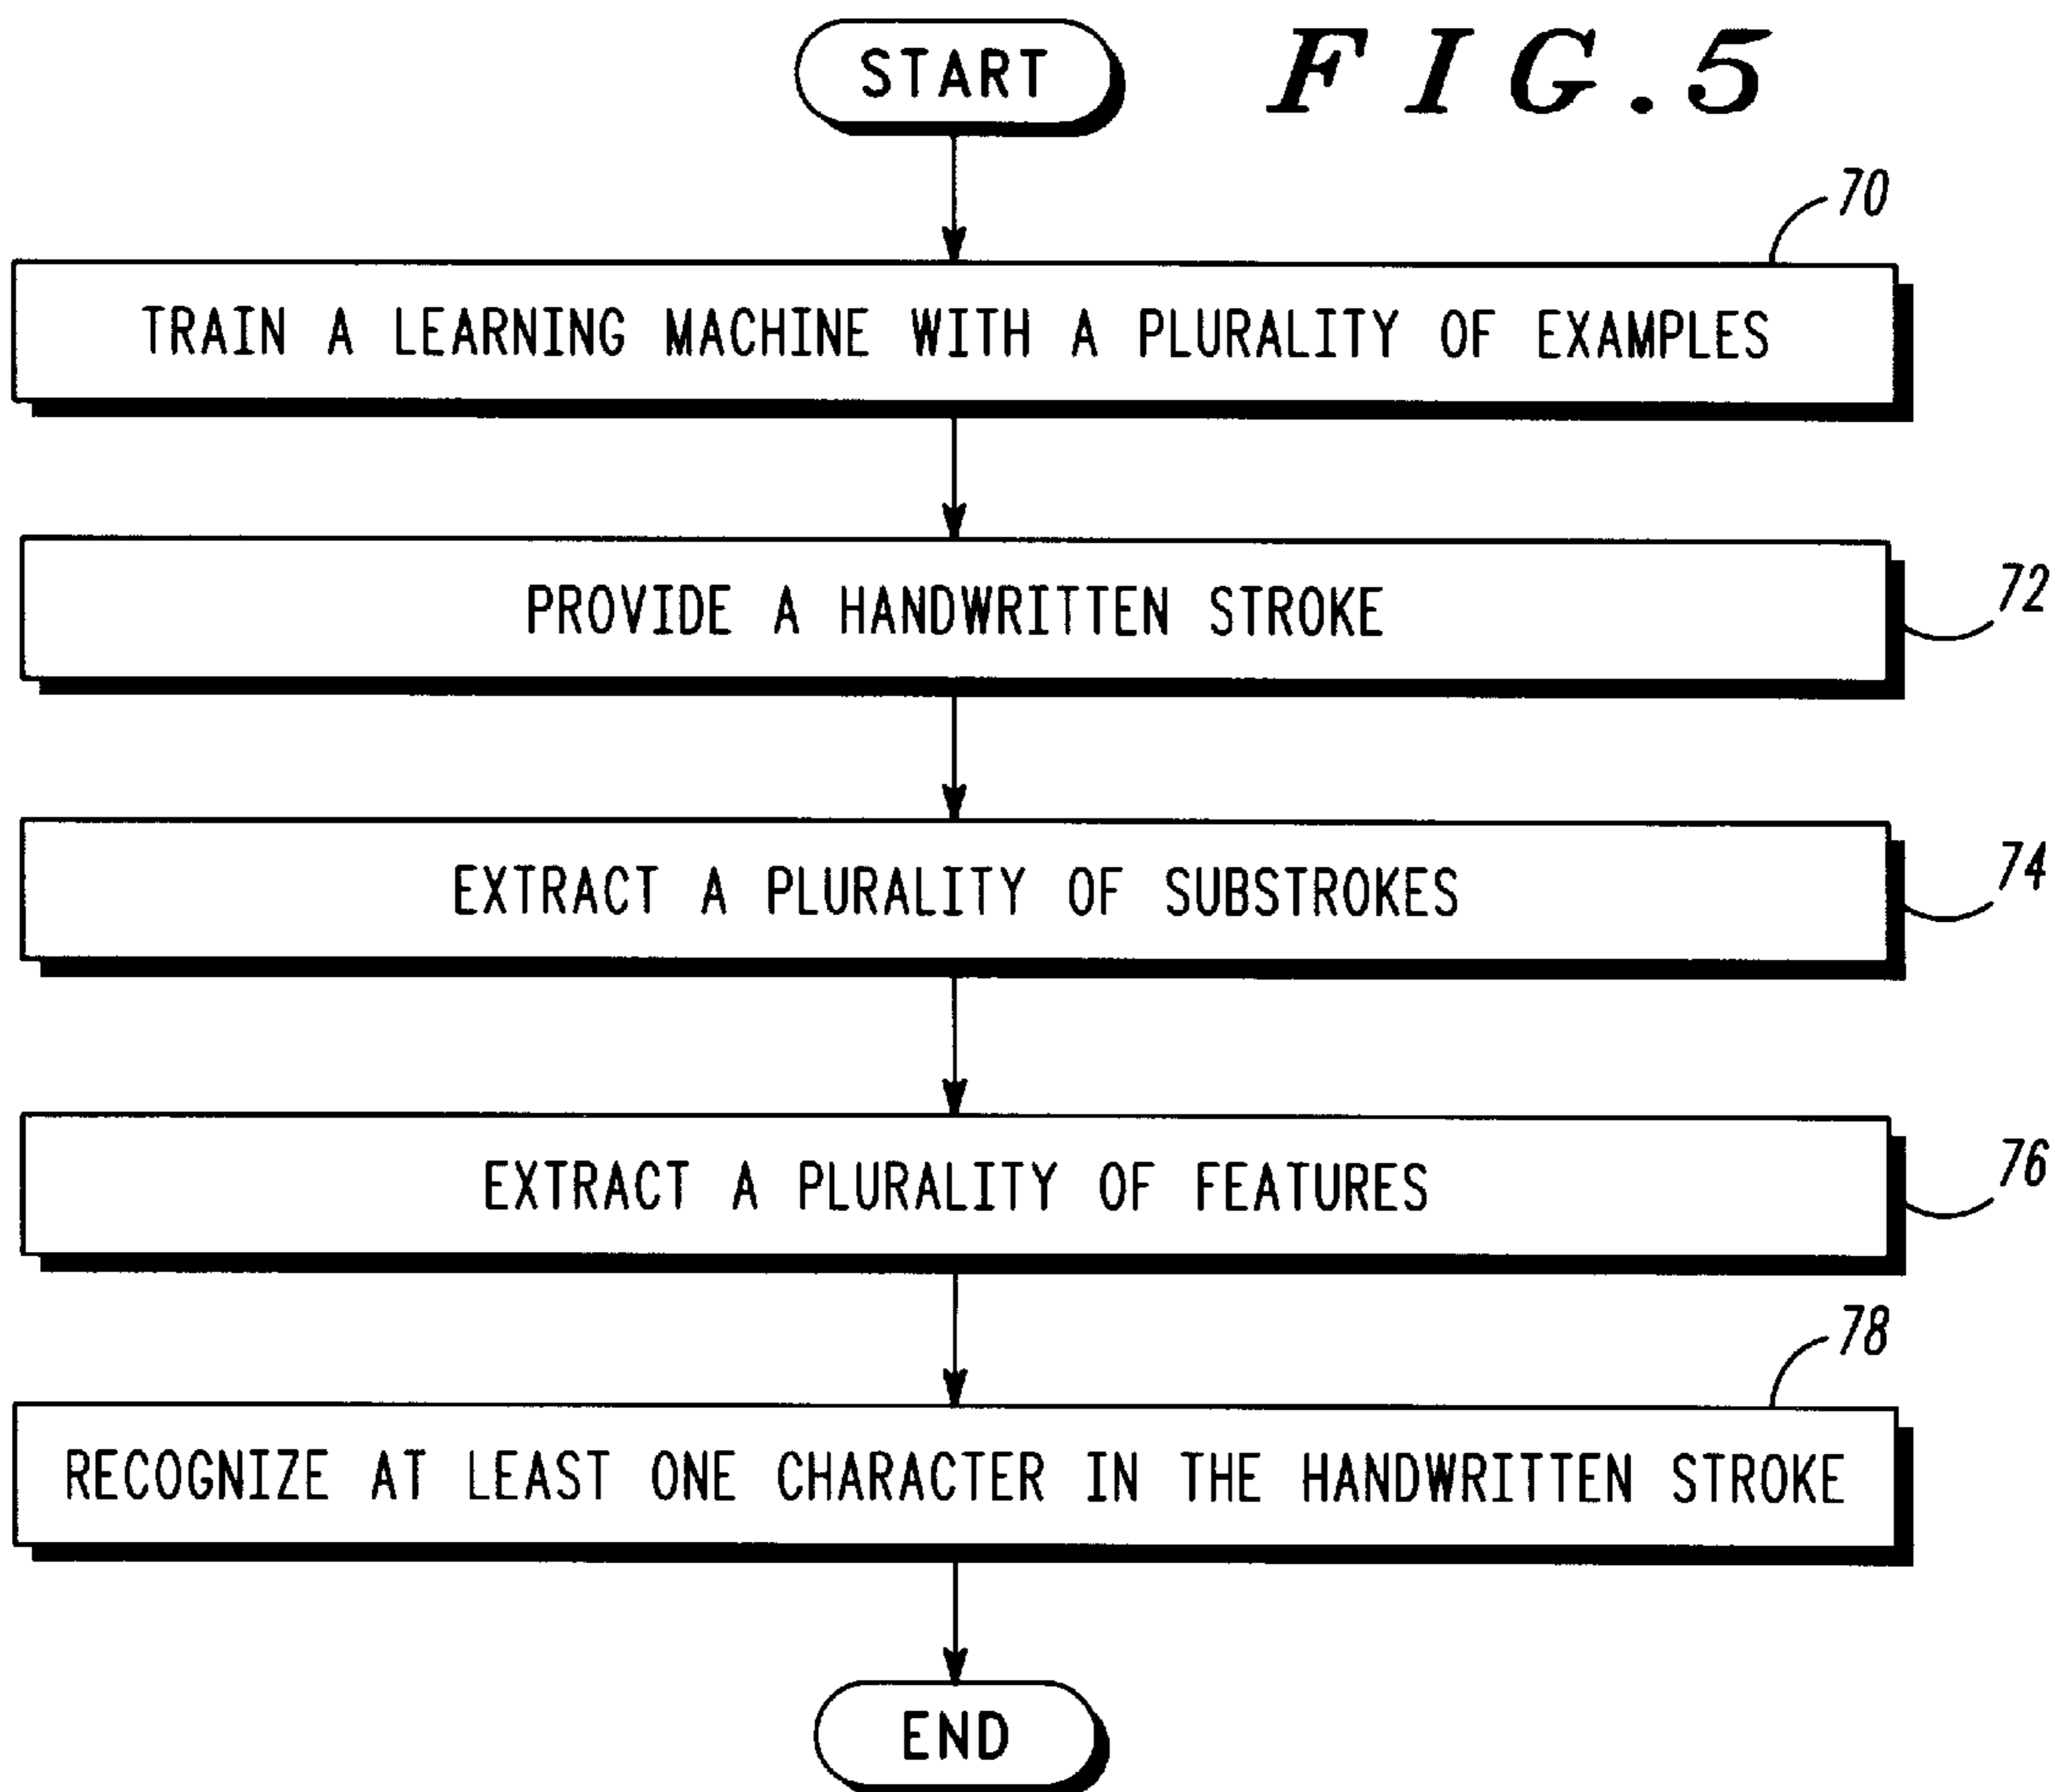 START
FIG.5
70
TRAIN A LEARNING MACHINE WITH A PLURALITY OF EXAMPLES
PROVIDE A HANDWRITTEN STROKE
72
EXTRACT A PLURALITY OF SUBSTROKES
74
EXTRACT A PLURALITY OF FEATURES
76
78
RECOGNIZE AT LEAST ONE CHARACTER IN THE HANDWRITTEN STROKE
END